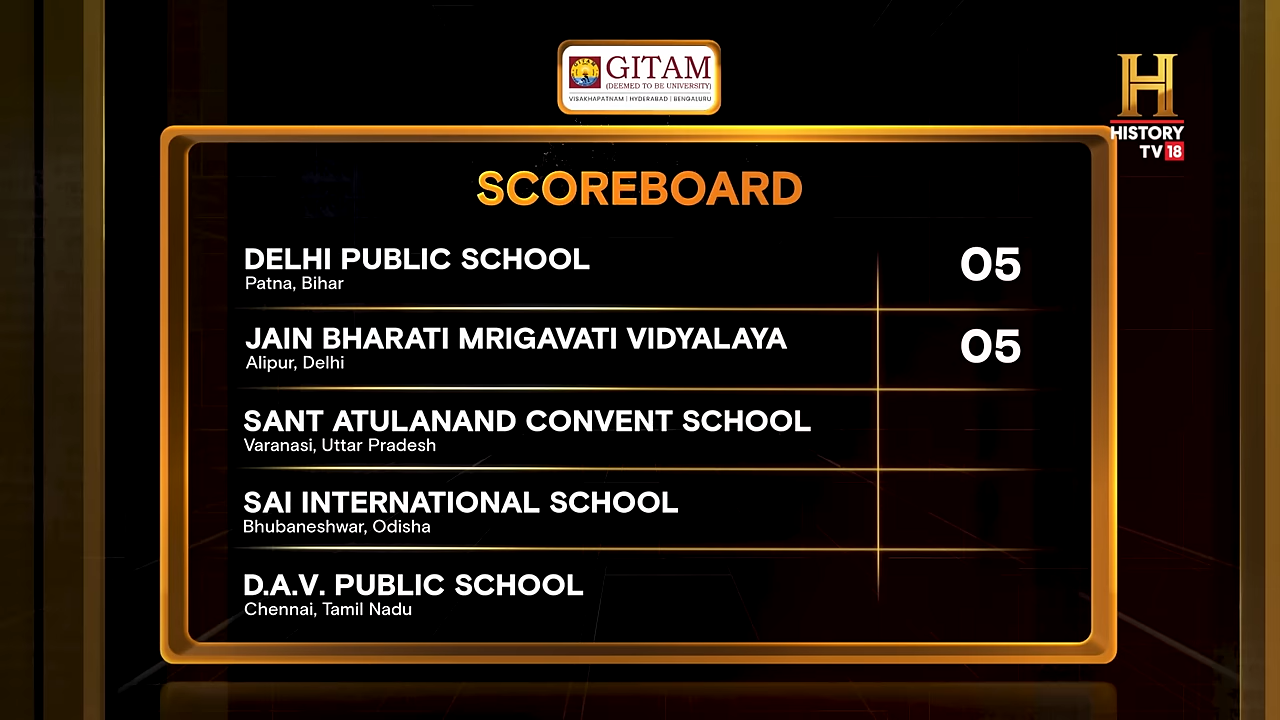 GITAM
(DEEMED TO BE UNIVERSITY)
VISAKHAPATNAM | HYDERABAD | BENGALURU
H
HISTORY
TV 18
SCOREBOARD
DELHI PUBLIC SCHOOL 05
Patna, Bihar
JAIN BHARATI MRIGAVATI VIDYALAYA 05
Alipur, Delhi
SANT ATULANAND CONVENT SCHOOL
Varanasi, Uttar Pradesh
SAI INTERNATIONAL SCHOOL
Bhubaneshwar, Odisha
D.A.V. PUBLIC SCHOOL
Chennai, Tamil Nadu